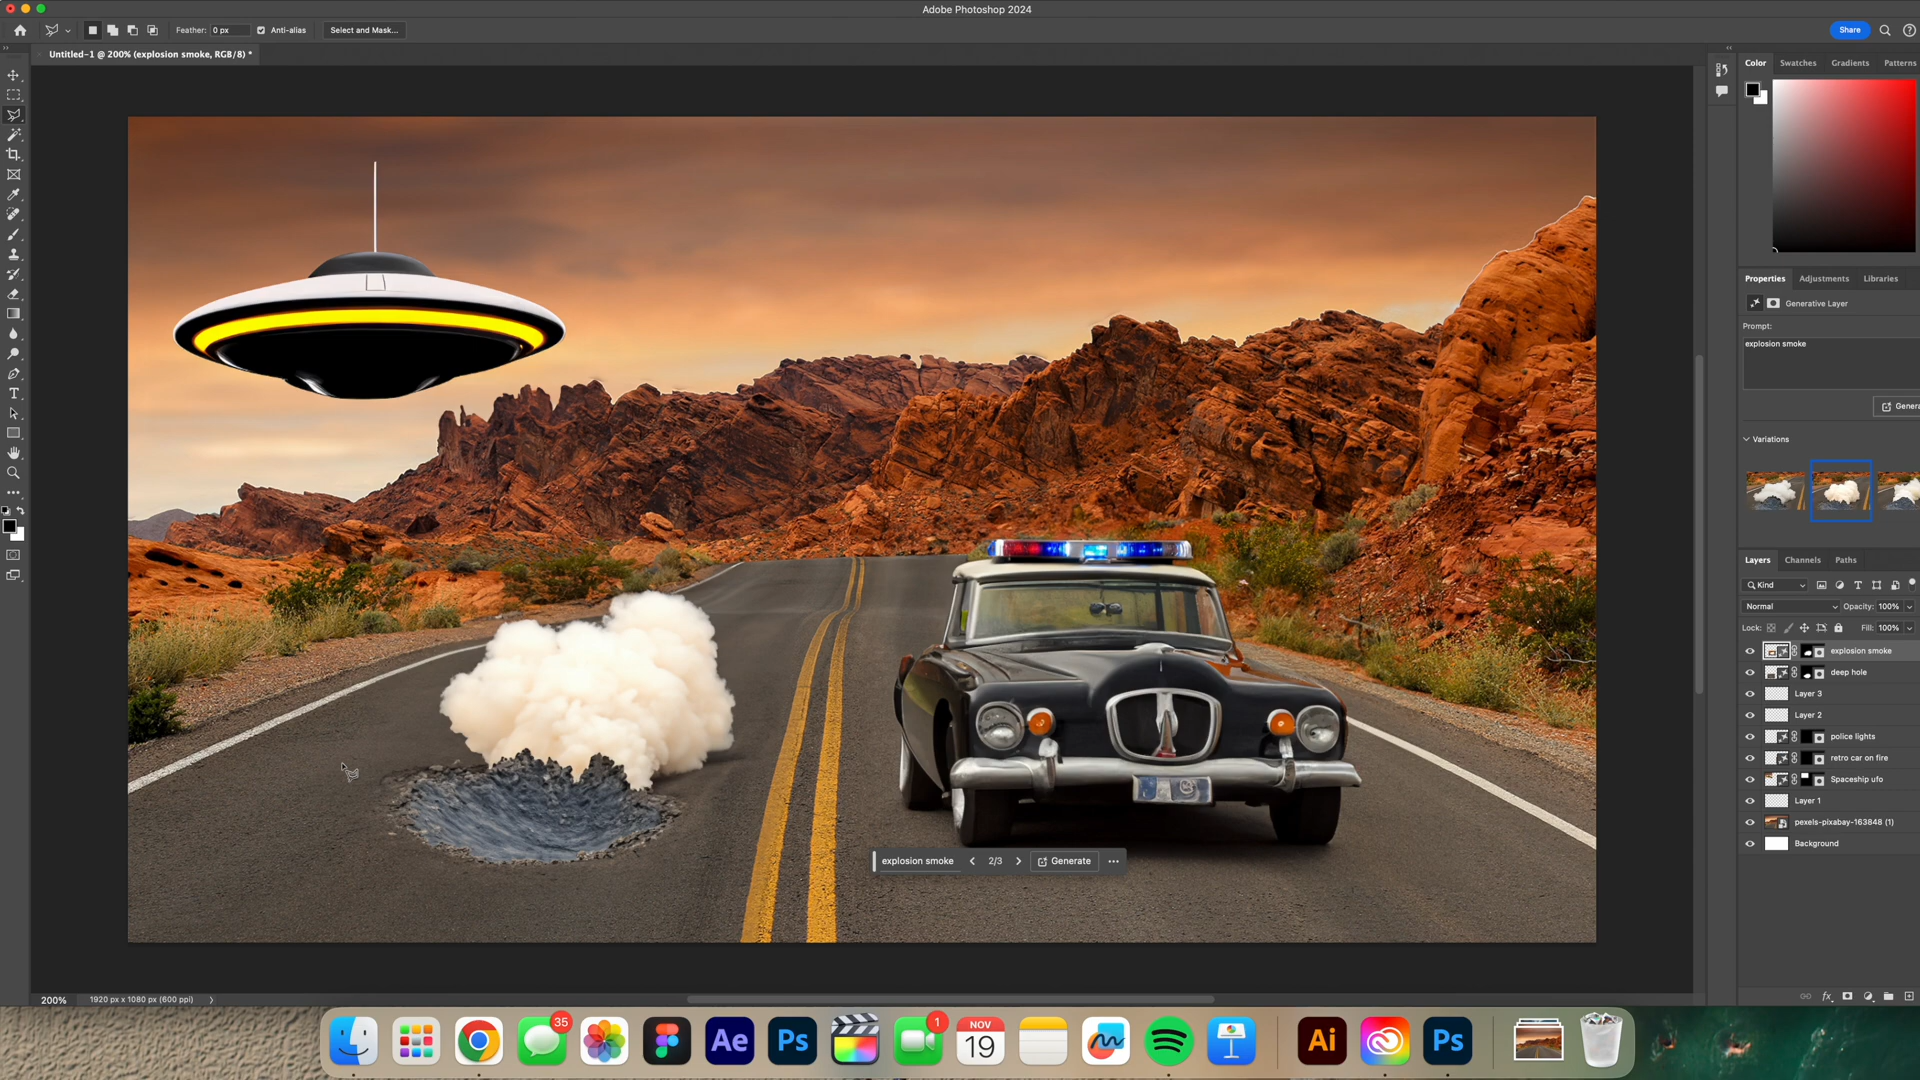 Adobe Photoshop 2024
Feather: 0 px Anti-alias Select and Mask... Share
Untitled-1 @ 200% (explosion smoke, RGB/8) *
Color Swatches Gradients Patterns
Properties Adjustments Libraries
Generative Layer
Prompt:
explosion smoke
Genera
Variations
Layers Channels Paths
Kind
Normal Opacity: 100%
Lock: Fill: 100%
explosion smoke
deep hole
Layer 3
Layer 2
police lights
retro car on fire
Spaceship ufo
Layer 1
pexels-pixabay-163848 (1)
Background
explosion smoke 2/3 Generate
200% 1920 px x 1080 px (600 ppi)
35
Ae
Ps
1
NOV
19
Ai
Ps